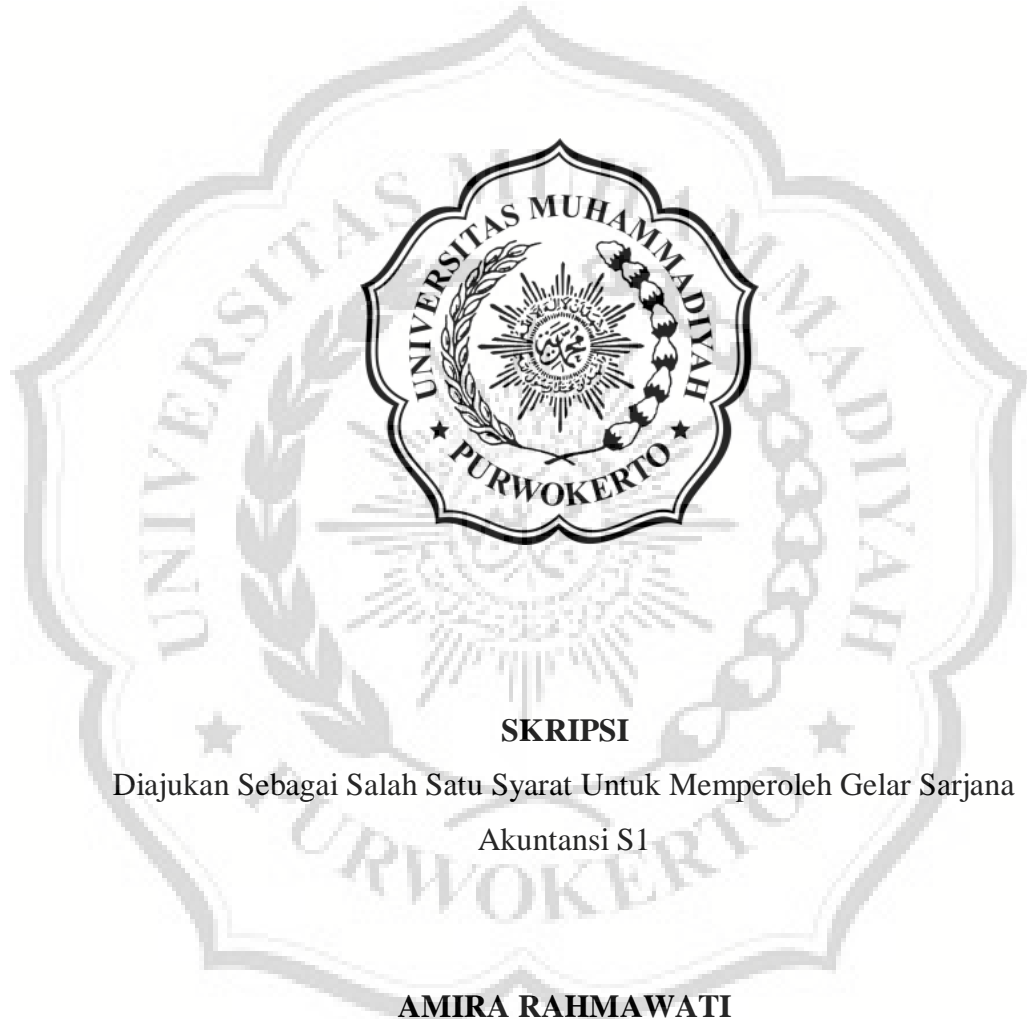 UNIVERSITAS MUHAMMADIYAH
PURWOKERTO
SKRIPSI
Diajukan Sebagai Salah Satu Syarat Untuk Memperoleh Gelar Sarjana
Akuntansi S1
AMIRA RAHMAWATI